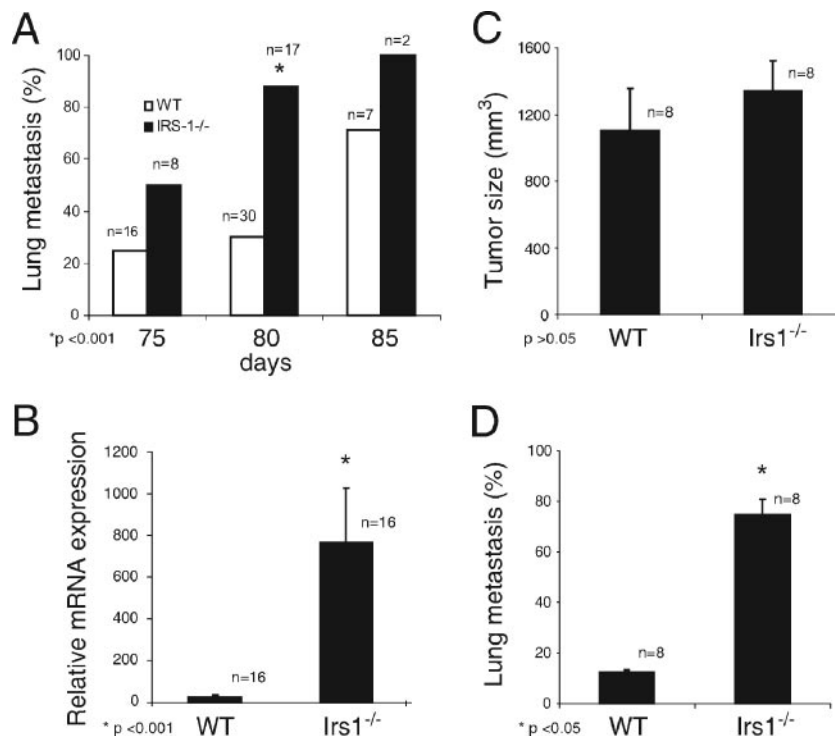 A
Lung metastasis (%)
100
80
60
40
20
0
WT
IRS-1-/-
n=16
n=8
n=30
n=17
*
n=7
n=2
*p <0.001
75
80
85
days
C
Tumor size (mm³)
1600
1200
800
400
0
n=8
n=8
p >0.05
WT
Irs1⁻/⁻
B
Relative mRNA expression
1200
1000
800
600
400
200
0
n=16
*
n=16
* p <0.001
WT
Irs1⁻/⁻
D
Lung metastasis (%)
100
80
60
40
20
0
n=8
*
n=8
* p <0.05
WT
Irs1⁻/⁻